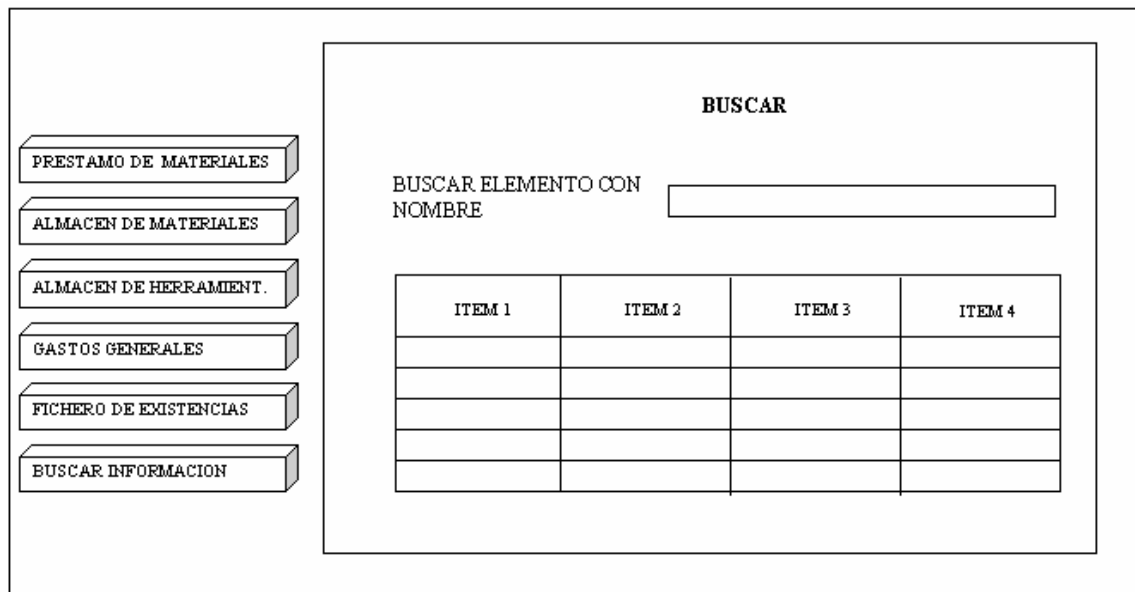 BUSCAR
PRESTAMO DE MATERIALES
ALMACEN DE MATERIALES
ALMACEN DE HERRAMIENT.
GASTOS GENERALES
FICHERO DE EXISTENCIAS
BUSCAR INFORMACION
BUSCAR ELEMENTO CON
NOMBRE
ITEM 1 ITEM 2 ITEM 3 ITEM 4